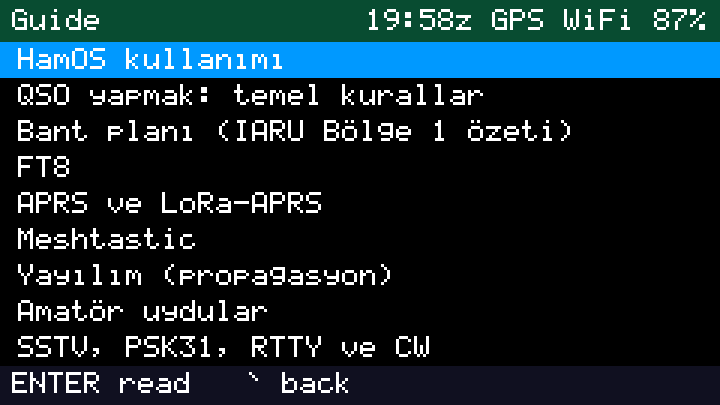 Guide 19:58z GPS WiFi 87%
HamOS kullanımı
QSO yapmak: temel kurallar
Bant planı (IARU Bölge 1 özeti)
FT8
APRS ve LoRa-APRS
Meshtastic
Yayılım (propagasyon)
Amatör uydular
SSTV, PSK31, RTTY ve CW
ENTER read ` back